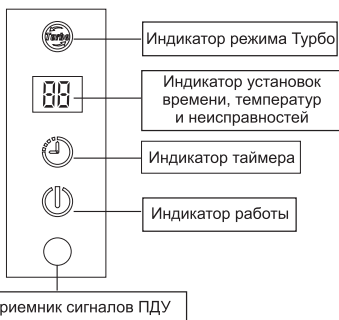 Turbo
Индикатор режима Турбо
88
Индикатор установок
времени, температур
и неисправностей
Индикатор таймера
Индикатор работы
риемник сигналов ПДУ